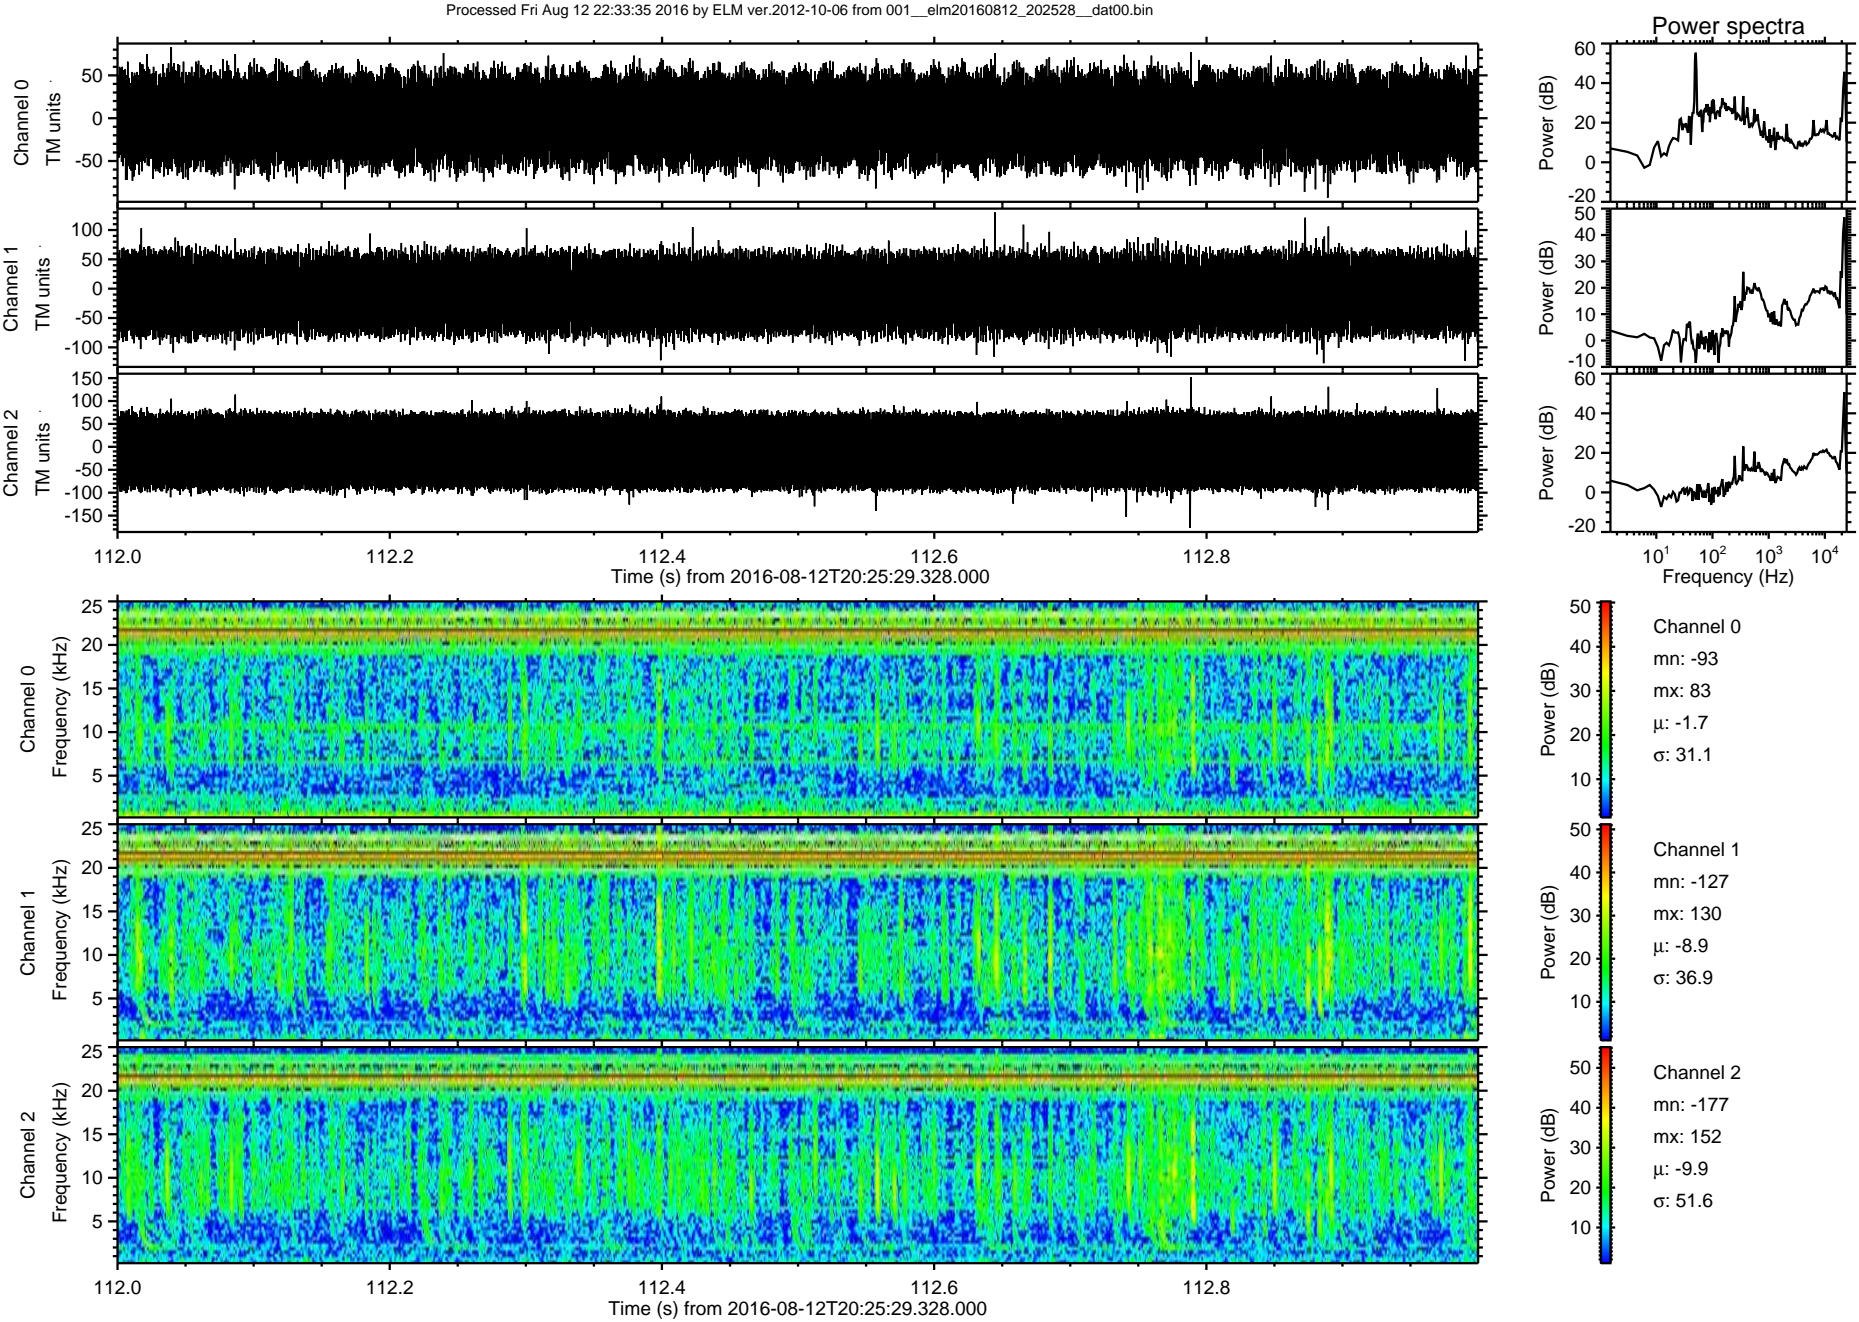 Processed Fri Aug 12 22:33:35 2016 by ELM ver.2012-10-06 from 001__elm20160812_202528__dat00.bin
Power spectra
Channel 0
TM units
50
0
-50
Power (dB)
60
40
20
0
-20
Channel 1
TM units
100
50
0
-50
-100
Power (dB)
50
40
30
20
10
0
-10
Channel 2
TM units
150
100
50
0
-50
-100
-150
Power (dB)
60
40
20
0
-20
112.0 112.2 112.4 112.6 112.8
Time (s) from 2016-08-12T20:25:29.328.000
10^1 10^2 10^3 10^4
Frequency (Hz)
Channel 0
Frequency (kHz)
25
20
15
10
5
Power (dB)
50
40
30
20
10
Channel 0
mn: -93
mx: 83
μ: -1.7
σ: 31.1
Channel 1
Frequency (kHz)
25
20
15
10
5
Power (dB)
50
40
30
20
10
Channel 1
mn: -127
mx: 130
μ: -8.9
σ: 36.9
Channel 2
Frequency (kHz)
25
20
15
10
5
Power (dB)
50
40
30
20
10
Channel 2
mn: -177
mx: 152
μ: -9.9
σ: 51.6
112.0 112.2 112.4 112.6 112.8
Time (s) from 2016-08-12T20:25:29.328.000